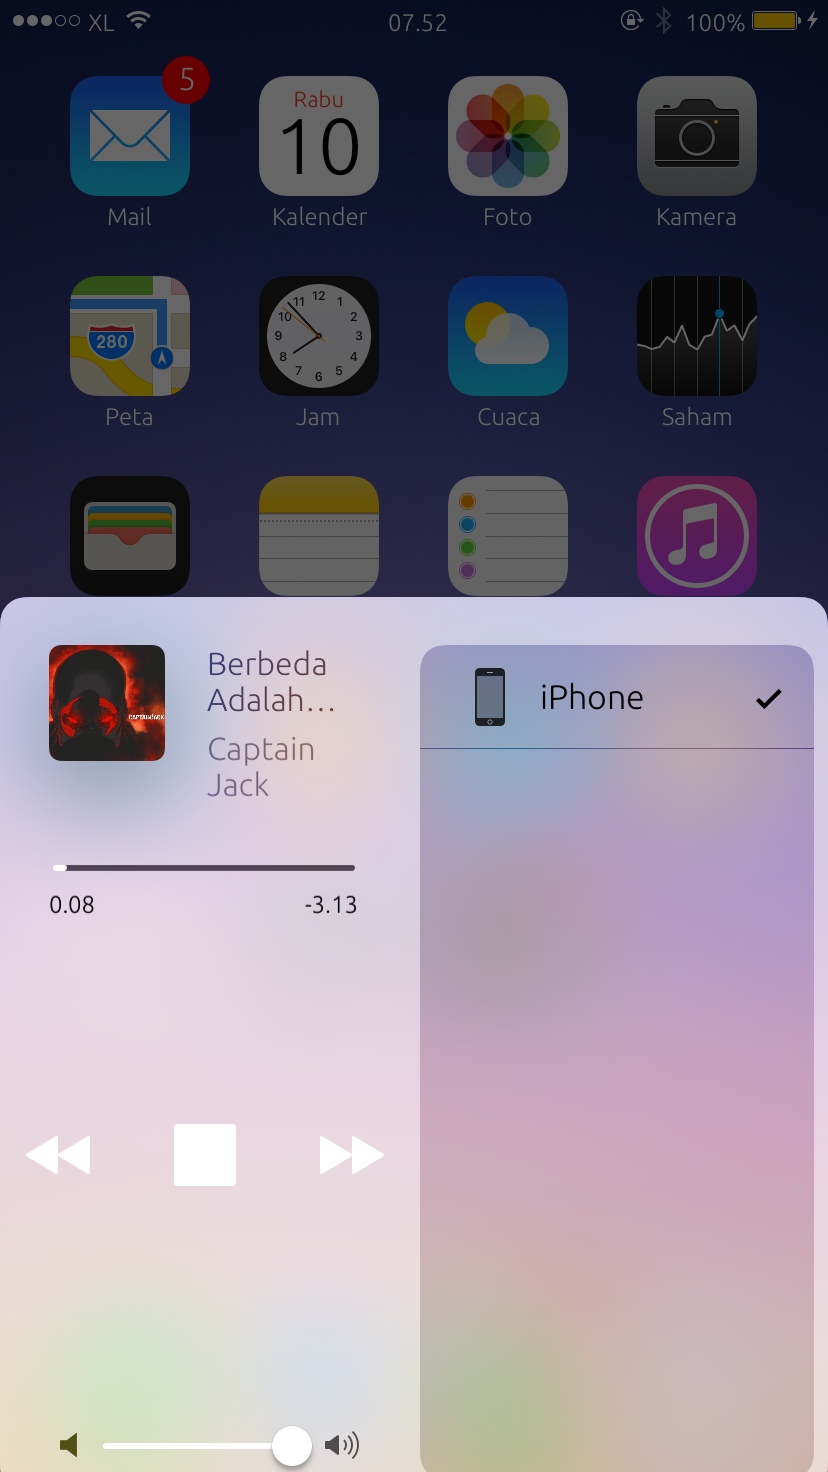 XL 07.52 100%
5
Rabu
10
Mail Kalender Foto Kamera
280
12
11 1
10 2
9 3
8 4
7 5
6
Peta Jam Cuaca Saham
Berbeda
Adalah...
Captain
Jack
CAPTAINJACK
0.08 -3.13
iPhone